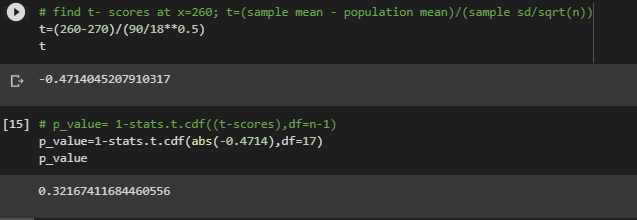 # find t- scores at x=260; t=(sample mean - population mean)/(sample sd/sqrt(n))
t=(260-270)/(90/18**0.5)
t
-0.4714045207910317
[15] # p_value= 1-stats.t.cdf((t-scores),df=n-1)
p_value=1-stats.t.cdf(abs(-0.4714),df=17)
p_value
0.32167411684460556